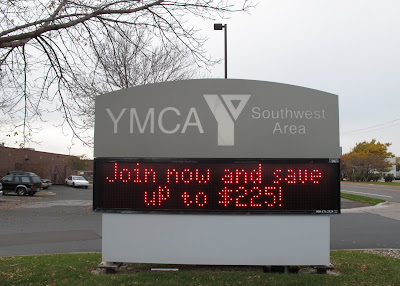 YMCA Southwest
Area
Join now and save
uP to $225!